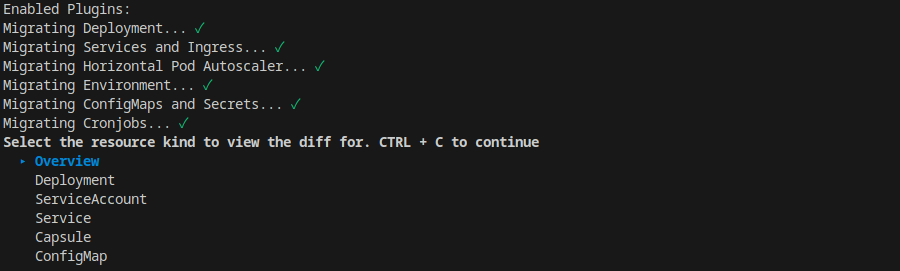 Enabled Plugins:
Migrating Deployment... ✓
Migrating Services and Ingress... ✓
Migrating Horizontal Pod Autoscaler... ✓
Migrating Environment... ✓
Migrating ConfigMaps and Secrets... ✓
Migrating Cronjobs... ✓
Select the resource kind to view the diff for. CTRL + C to continue
▸ Overview
Deployment
ServiceAccount
Service
Capsule
ConfigMap